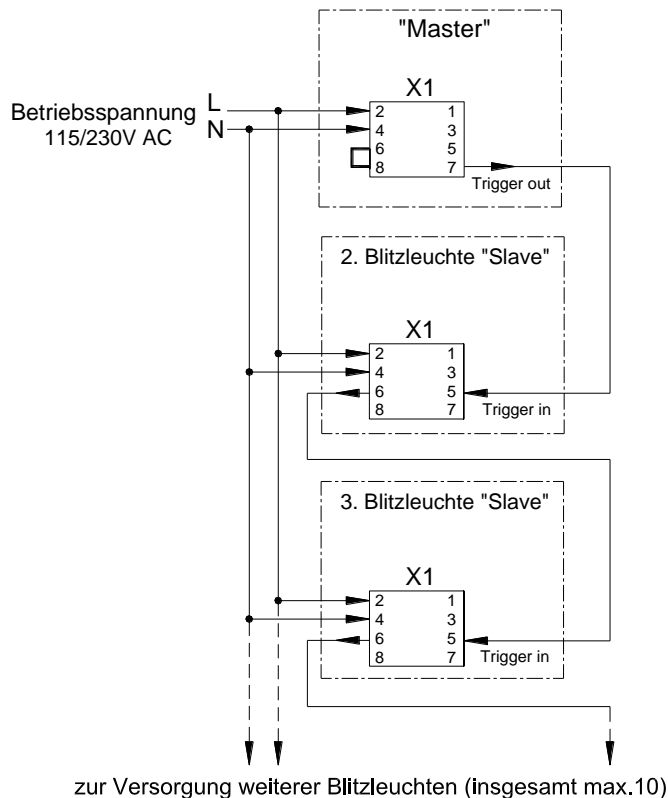 "Master"
X1
L
Betriebsspannung
115/230V AC
N
2 1
4 3
6 5
8 7
Trigger out
2. Blitzleuchte "Slave"
X1
2 1
4 3
6 5
8 7
Trigger in
3. Blitzleuchte "Slave"
X1
2 1
4 3
6 5
8 7
Trigger in
zur Versorgung weiterer Blitzleuchten (insgesamt max.10)